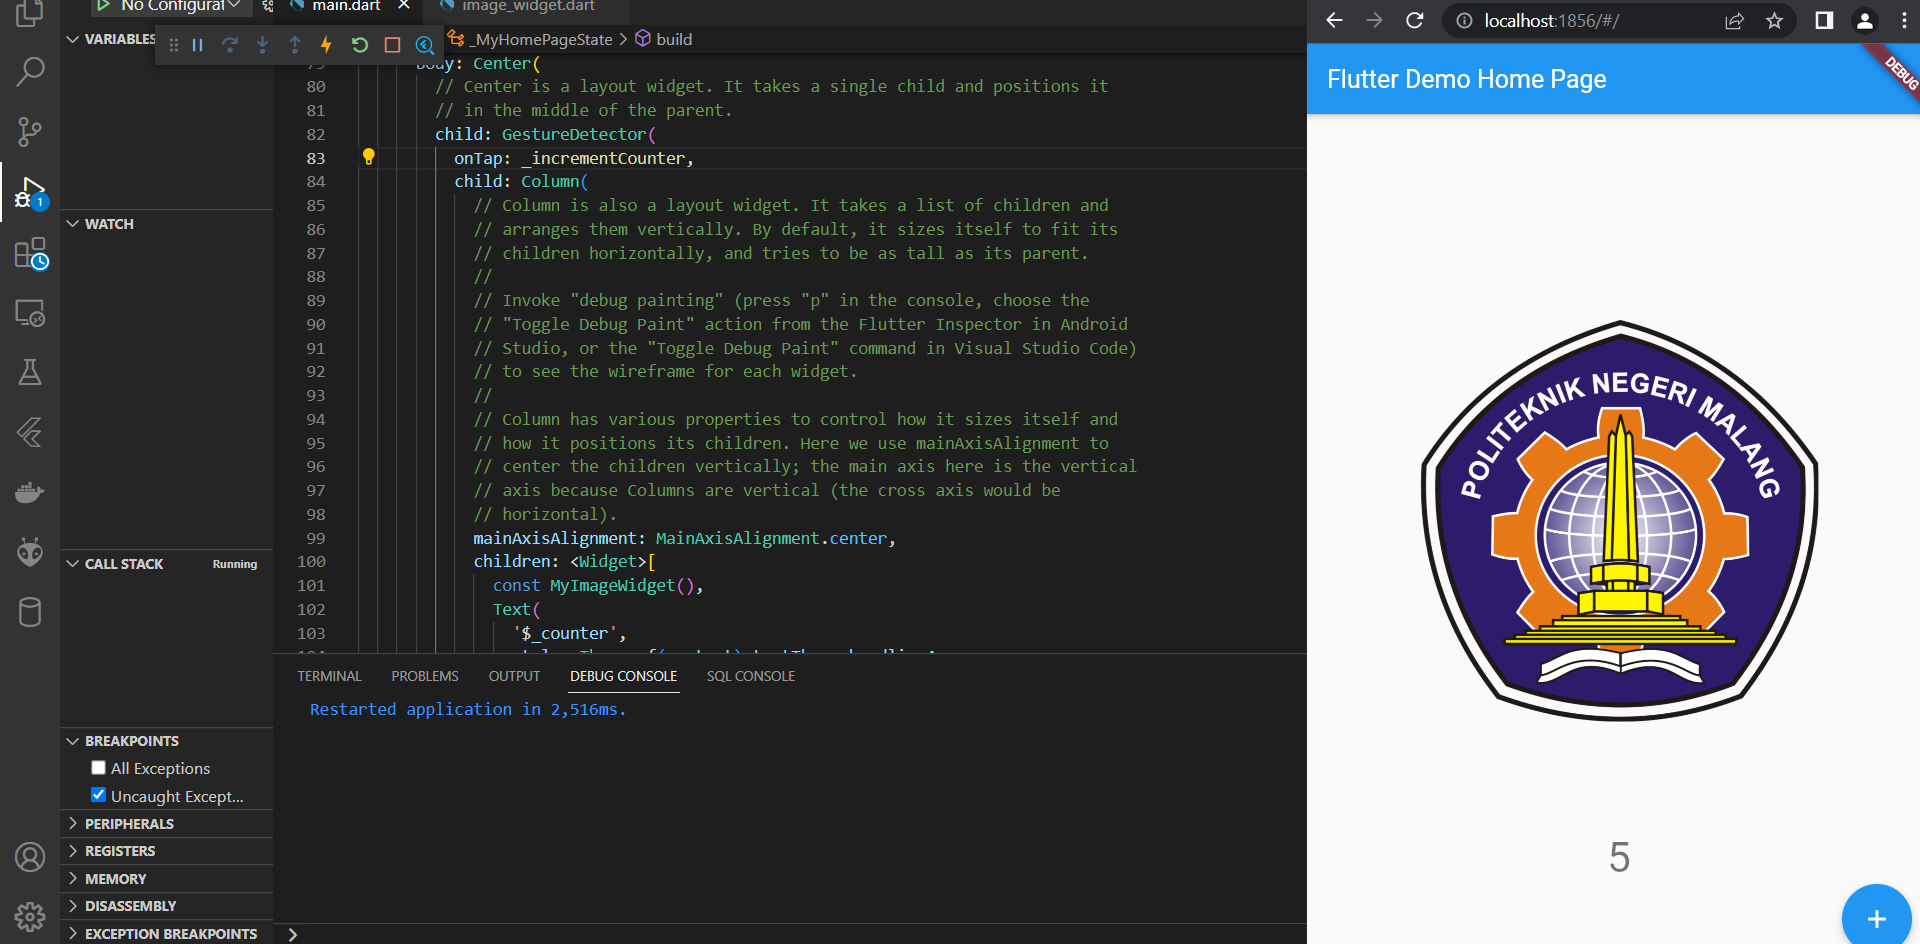 No Configurat
main.dart
image_widget.dart
VARIABLES
_MyHomePageState > build
body: Center(
80 // Center is a layout widget. It takes a single child and positions it
81 // in the middle of the parent.
82 child: GestureDetector(
83 onTap: _incrementCounter,
84 child: Column(
85 // Column is also a layout widget. It takes a list of children and
86 // arranges them vertically. By default, it sizes itself to fit its
87 // children horizontally, and tries to be as tall as its parent.
88 //
89 // Invoke "debug painting" (press "p" in the console, choose the
90 // "Toggle Debug Paint" action from the Flutter Inspector in Android
91 // Studio, or the "Toggle Debug Paint" command in Visual Studio Code)
92 // to see the wireframe for each widget.
93 //
94 // Column has various properties to control how it sizes itself and
95 // how it positions its children. Here we use mainAxisAlignment to
96 // center the children vertically; the main axis here is the vertical
97 // axis because Columns are vertical (the cross axis would be
98 // horizontal).
99 mainAxisAlignment: MainAxisAlignment.center,
100 children: <Widget>[
101 const MyImageWidget(),
102 Text(
103 '$_counter',
WATCH
1
CALL STACK
Running
BREAKPOINTS
All Exceptions
Uncaught Except...
PERIPHERALS
REGISTERS
MEMORY
DISASSEMBLY
EXCEPTION BREAKPOINTS
TERMINAL
PROBLEMS
OUTPUT
DEBUG CONSOLE
SQL CONSOLE
Restarted application in 2,516ms.
localhost:1856/#/
Flutter Demo Home Page
DEBUG
POLITEKNIK NEGERI MALANG
5
+